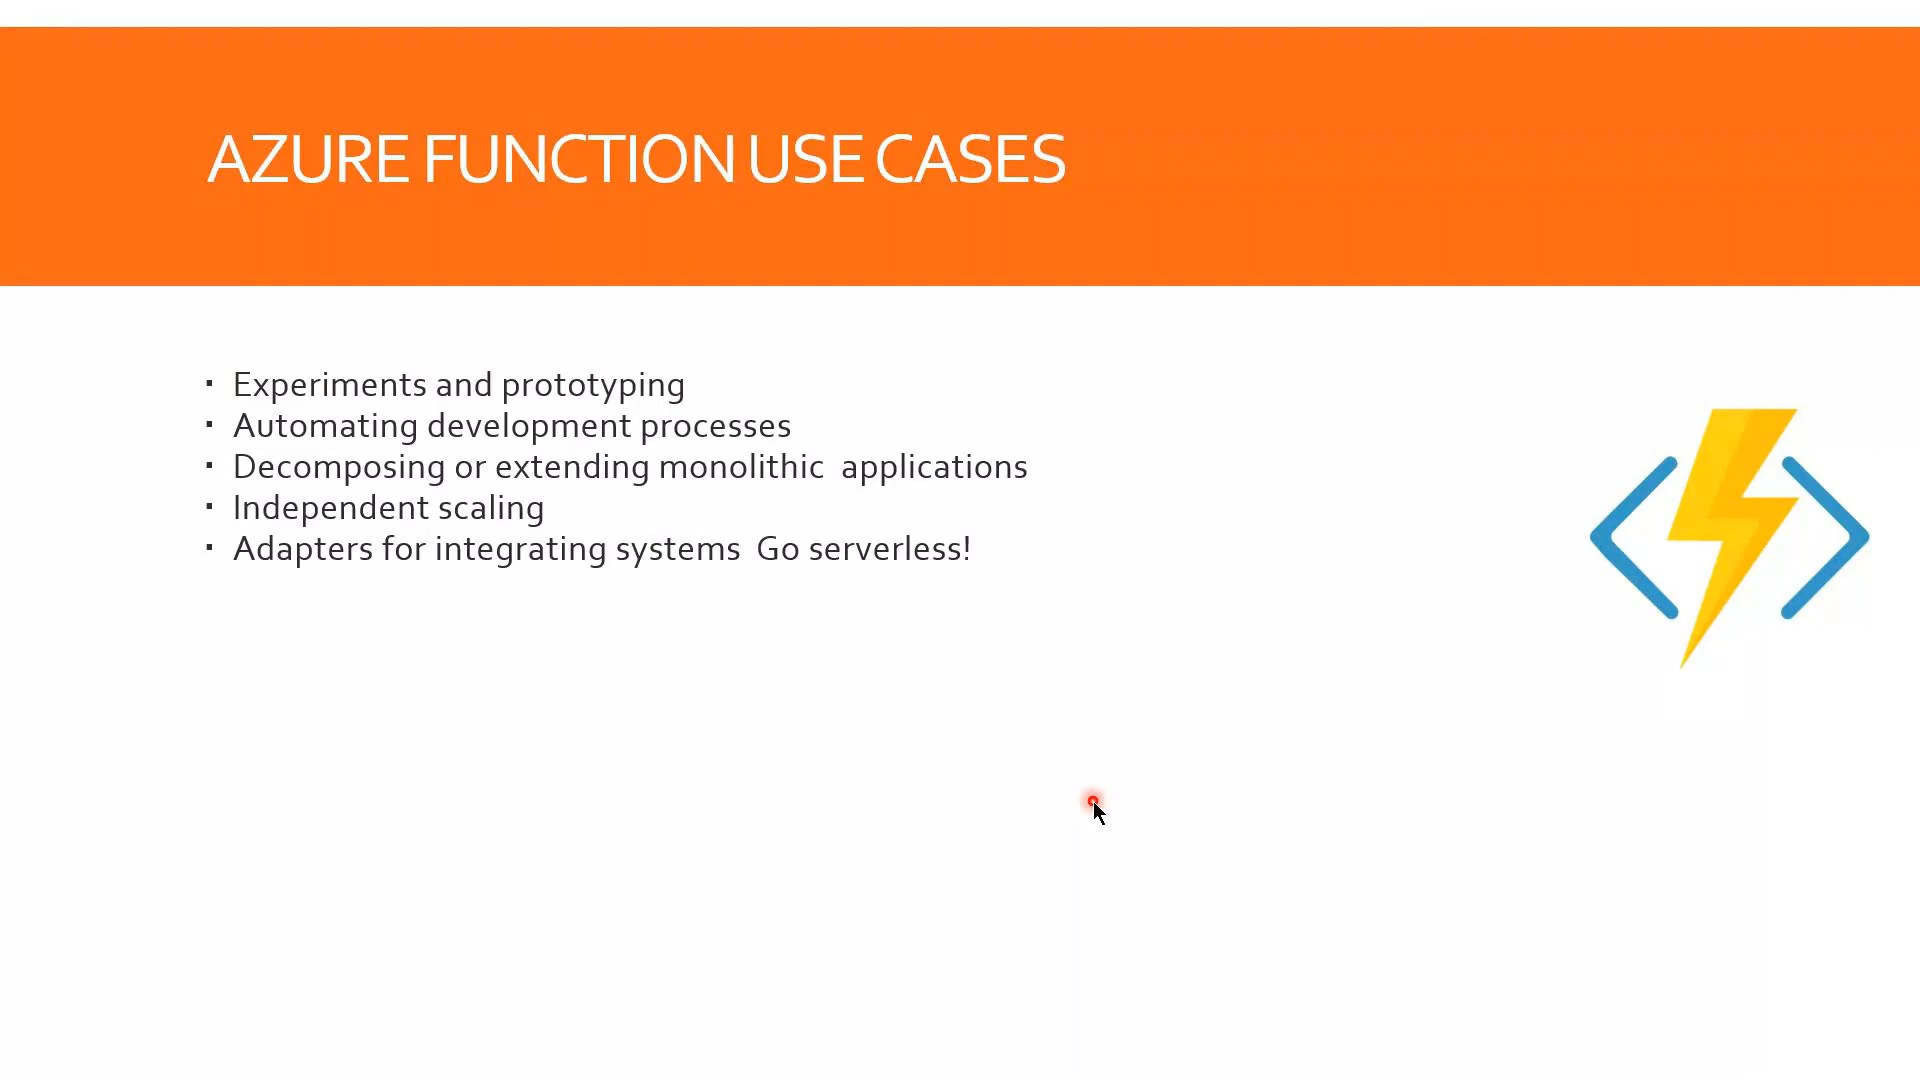 AZURE FUNCTION USE CASES
▪ Experiments and prototyping
▪ Automating development processes
▪ Decomposing or extending monolithic  applications
▪ Independent scaling
▪ Adapters for integrating systems  Go serverless!